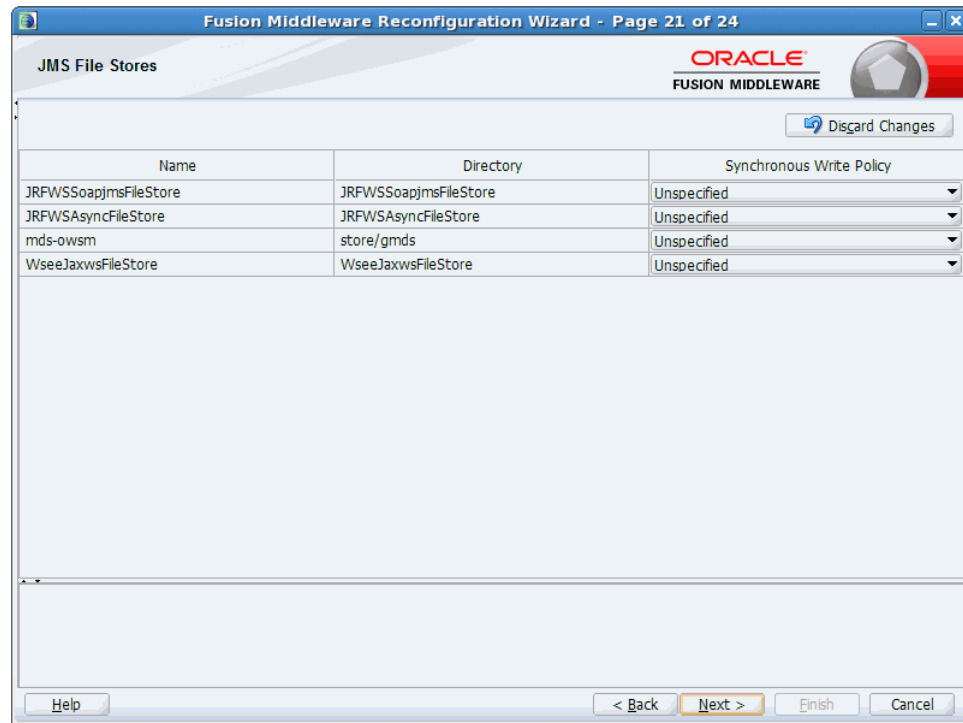 Fusion Middleware Reconfiguration Wizard - Page 21 of 24
JMS File Stores
ORACLE
FUSION MIDDLEWARE
Discard Changes
Name Directory Synchronous Write Policy
JRFWSSoapjmsFileStore JRFWSSoapjmsFileStore Unspecified
JRFWSAsyncFileStore JRFWSAsyncFileStore Unspecified
mds-owsm store/gmds Unspecified
WseeJaxwsFileStore WseeJaxwsFileStore Unspecified
Help < Back Next > Finish Cancel